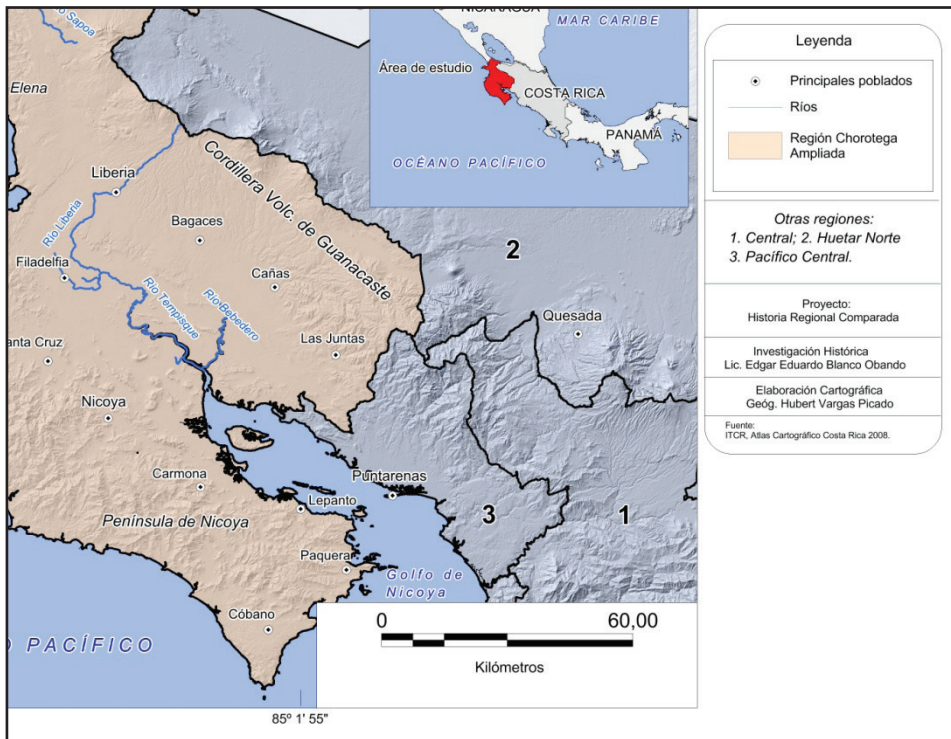 o Sapoa
Elena
Liberia
Río Liberia
Bagaces
Cordillera Volc. de Guanacaste
Filadelfia
Cañas
Río Tempisque
Río Bebedero
Las Juntas
anta Cruz
Nicoya
Carmona
Lepanto
Península de Nicoya
Paquera
Cóbano
O PACÍFICO
Golfo de
Nicoya
Puntarenas
Quesada
2
3
1
NICARAGUA
MAR CARIBE
Área de estudio
COSTA RICA
PANAMÁ
OCÉANO PACÍFICO
0 60,00
Kilómetros
85º 1' 55"
Leyenda
Principales poblados
Ríos
Región Chorotega
Ampliada
Otras regiones:
1. Central; 2. Huetar Norte
3. Pacífico Central.
Proyecto:
Historia Regional Comparada
Investigación Histórica
Lic. Edgar Eduardo Blanco Obando
Elaboración Cartográfica
Geóg. Hubert Vargas Picado
Fuente:
ITCR, Atlas Cartográfico Costa Rica 2008.